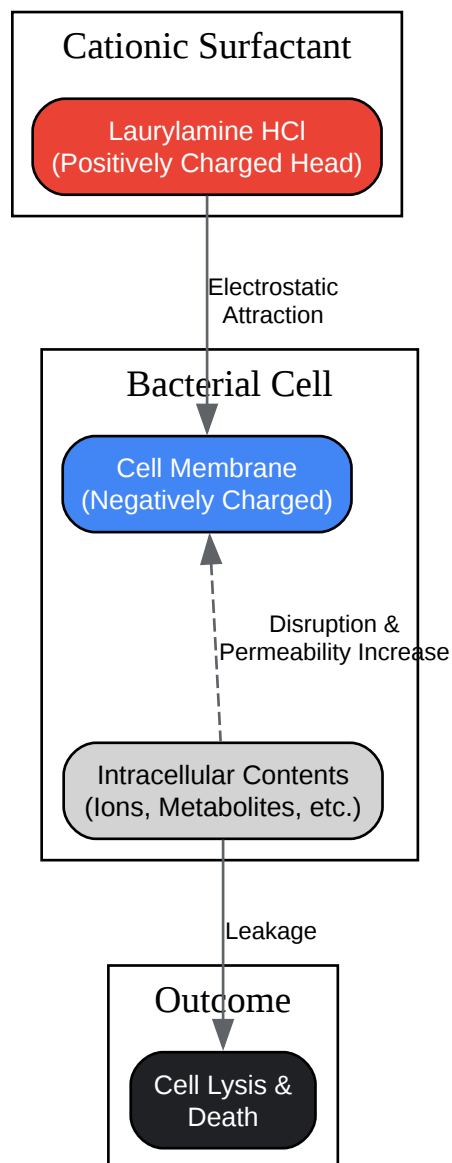 Cationic Surfactant
Laurylamine HCl
(Positively Charged Head)
Electrostatic
Attraction
Bacterial Cell
Cell Membrane
(Negatively Charged)
Disruption &
Permeability Increase
Intracellular Contents
(Ions, Metabolites, etc.)
Leakage
Outcome
Cell Lysis &
Death